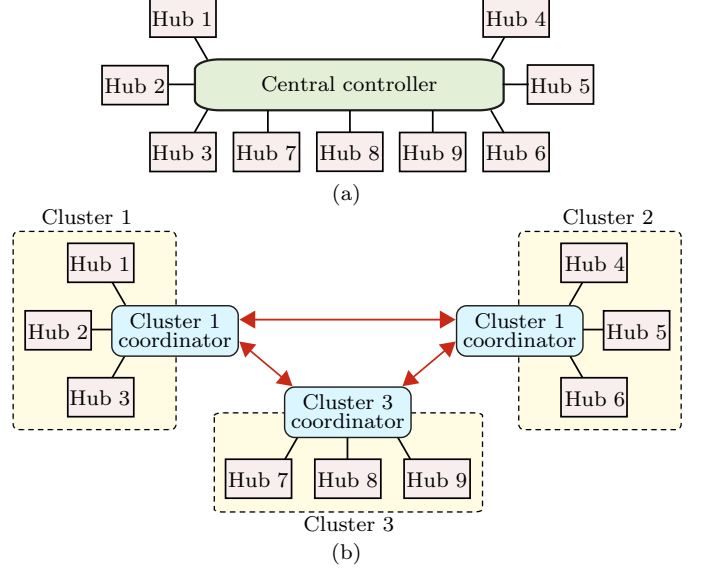 Hub 1
Hub 4
Hub 2
Central controller
Hub 5
Hub 3
Hub 7
Hub 8
Hub 9
Hub 6
(a)
Cluster 1
Cluster 2
Hub 1
Hub 4
Hub 2
Cluster 1
coordinator
Cluster 1
coordinator
Hub 5
Hub 3
Hub 6
Cluster 3
coordinator
Hub 7
Hub 8
Hub 9
Cluster 3
(b)